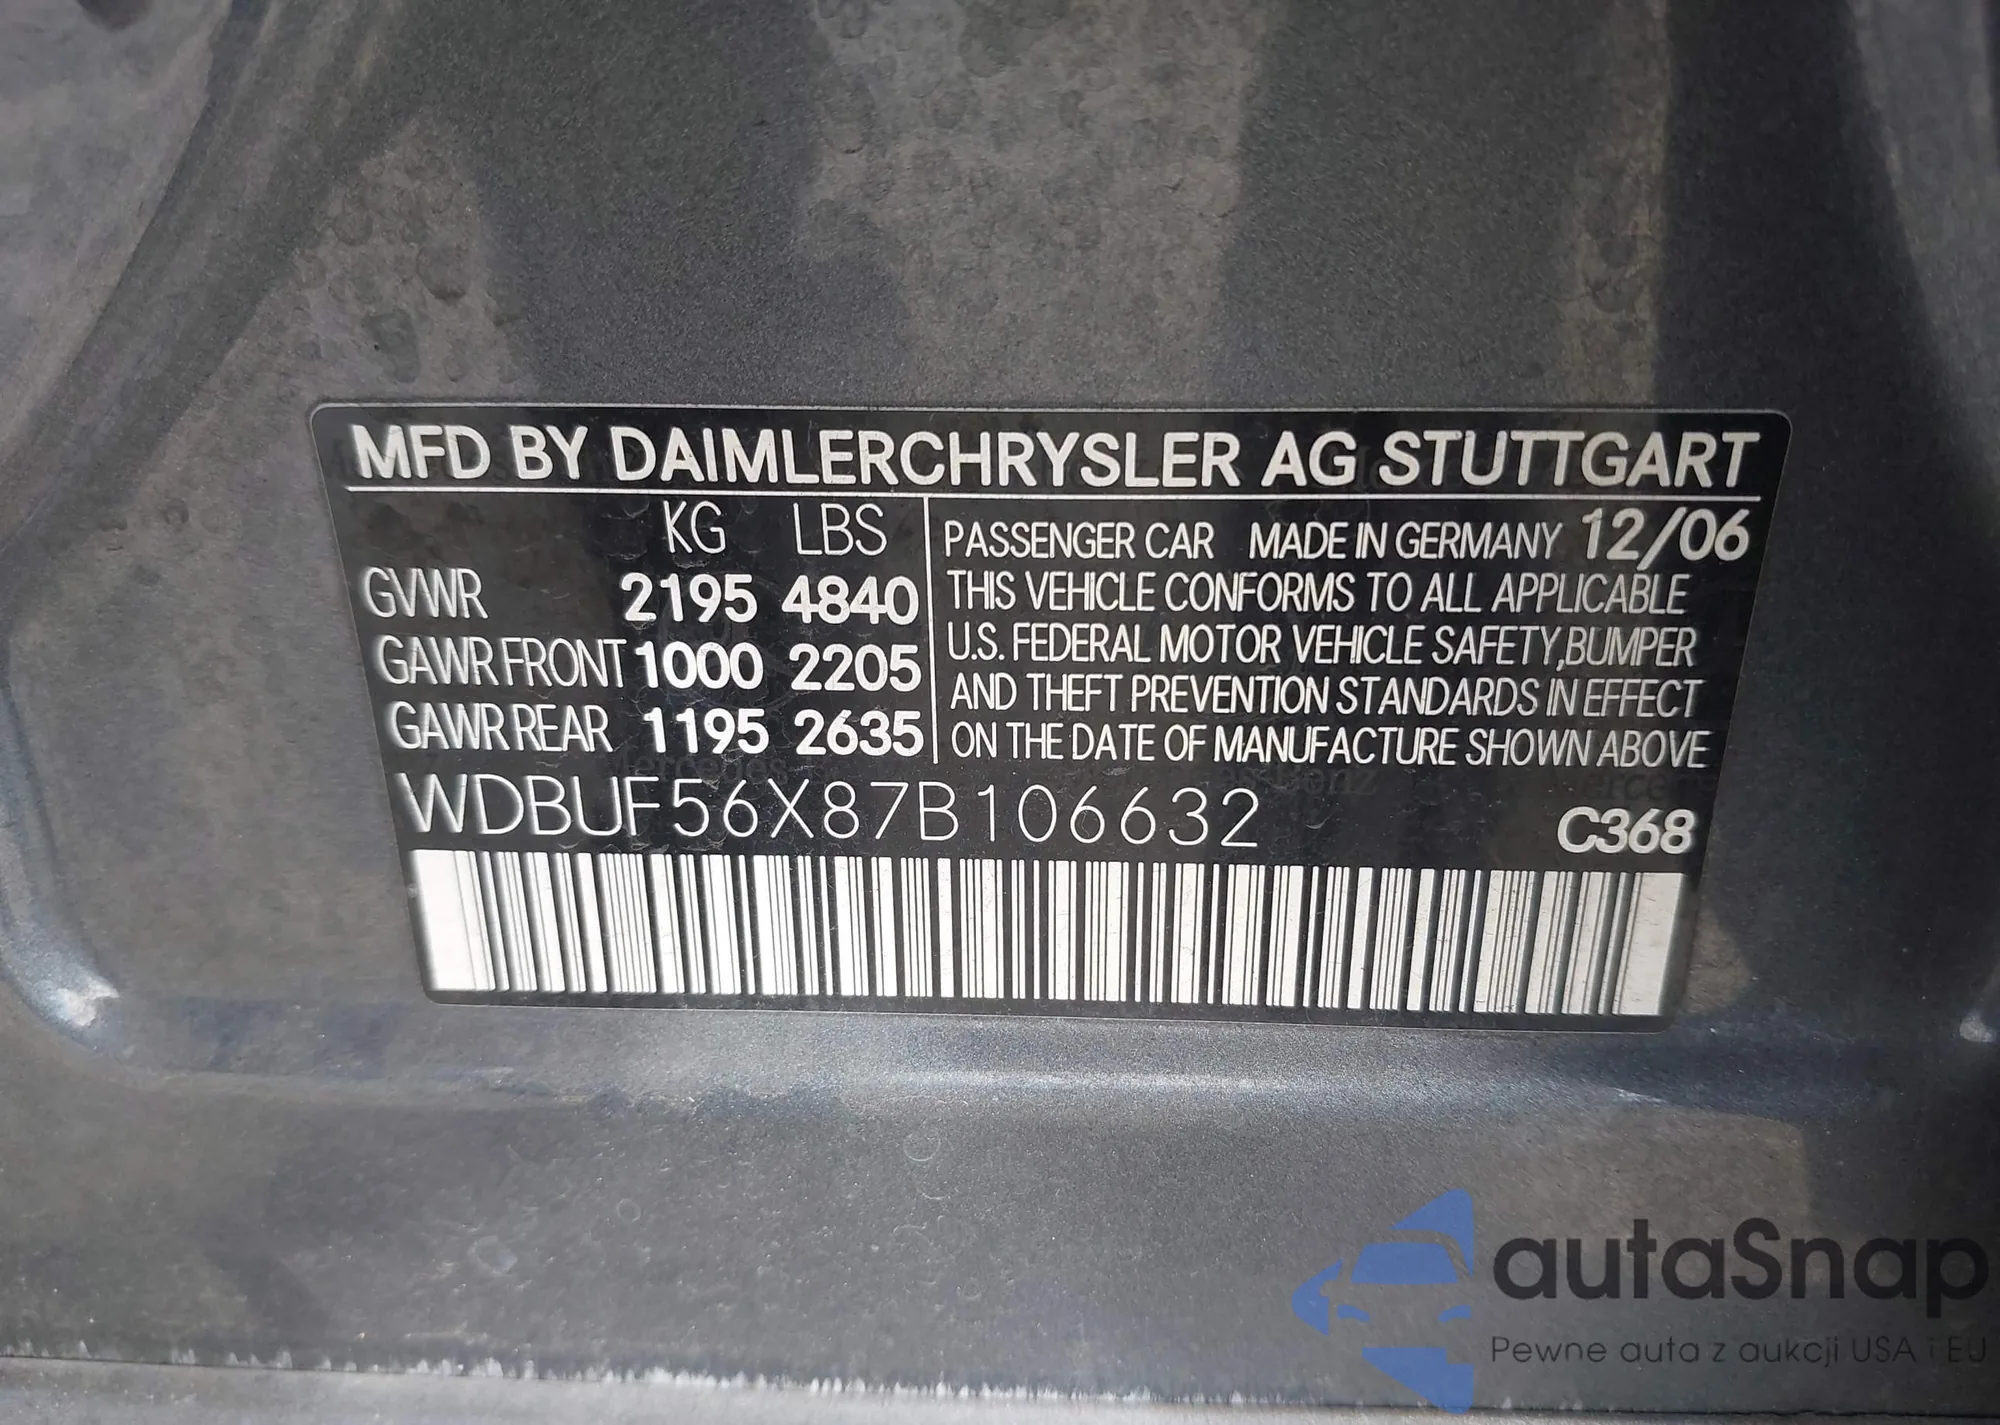 MFD BY DAIMLERCHRYSLER AG STUTTGART
KG LBS
GVWR 2195 4840
GAWR FRONT 1000 2205
GAWR REAR 1195 2635
PASSENGER CAR MADE IN GERMANY 12/06
THIS VEHICLE CONFORMS TO ALL APPLICABLE
U.S. FEDERAL MOTOR VEHICLE SAFETY, BUMPER
AND THEFT PREVENTION STANDARDS IN EFFECT
ON THE DATE OF MANUFACTURE SHOWN ABOVE
WDBUF56X87B106632
C368
autoSnap
Pewne auta z aukcji USA i EU